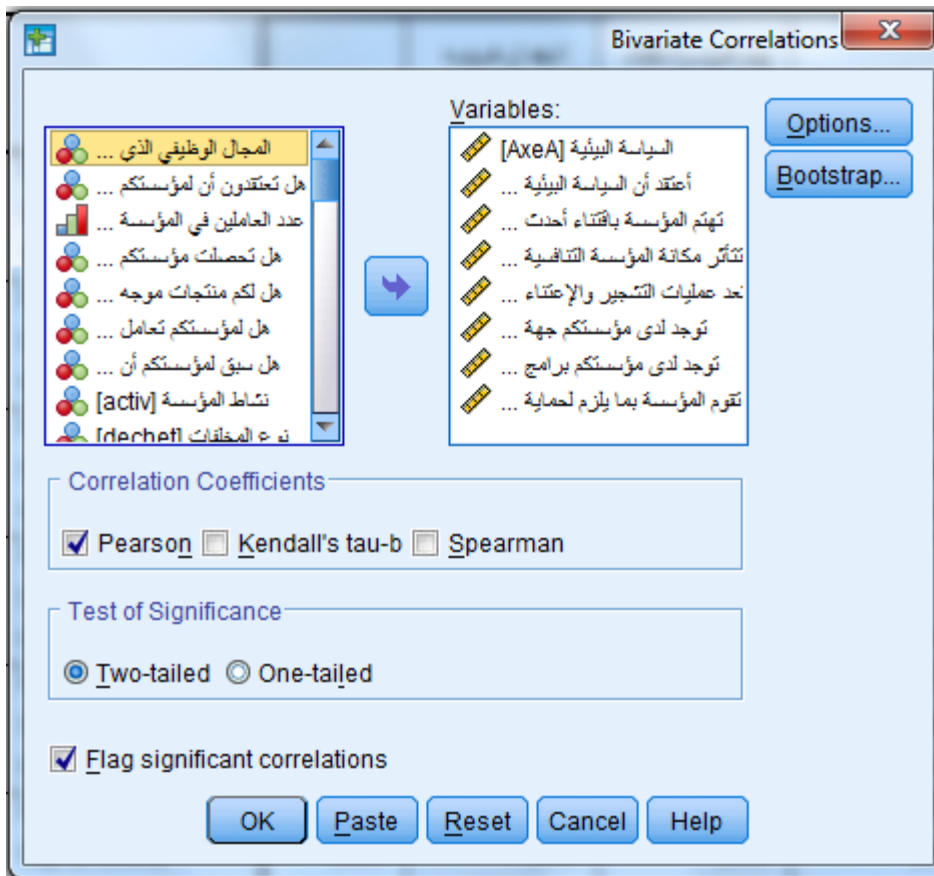 Bivariate Correlations
المجال الوظيفي الذي ...
هل تعتقدون أن لمؤسستكم ...
عدد العاملين في المؤسسة ...
هل تحصلت مؤسستكم ...
هل لكم منتجات موجه ...
هل لمؤسستكم تعامل ...
هل سبق لمؤسستكم أن ...
نشاط المؤسسة [activ]
نوع المخلفات [dechet]
Variables:
السياسة البيئية [AxeA]
أعتقد أن السياسة البيئية ...
تهتم المؤسسة باقتناء أحدث ...
تتأثر مكانة المؤسسة التنافسية ...
تعد عمليات التشجير والإعتناء ...
توجد لدى مؤسستكم جهة ...
توجد لدى مؤسستكم برامج ...
تقوم المؤسسة بما يلزم لحماية ...
Options...
Bootstrap...
Correlation Coefficients
Pearson Kendall's tau-b Spearman
Test of Significance
Two-tailed One-tailed
Flag significant correlations
OK Paste Reset Cancel Help